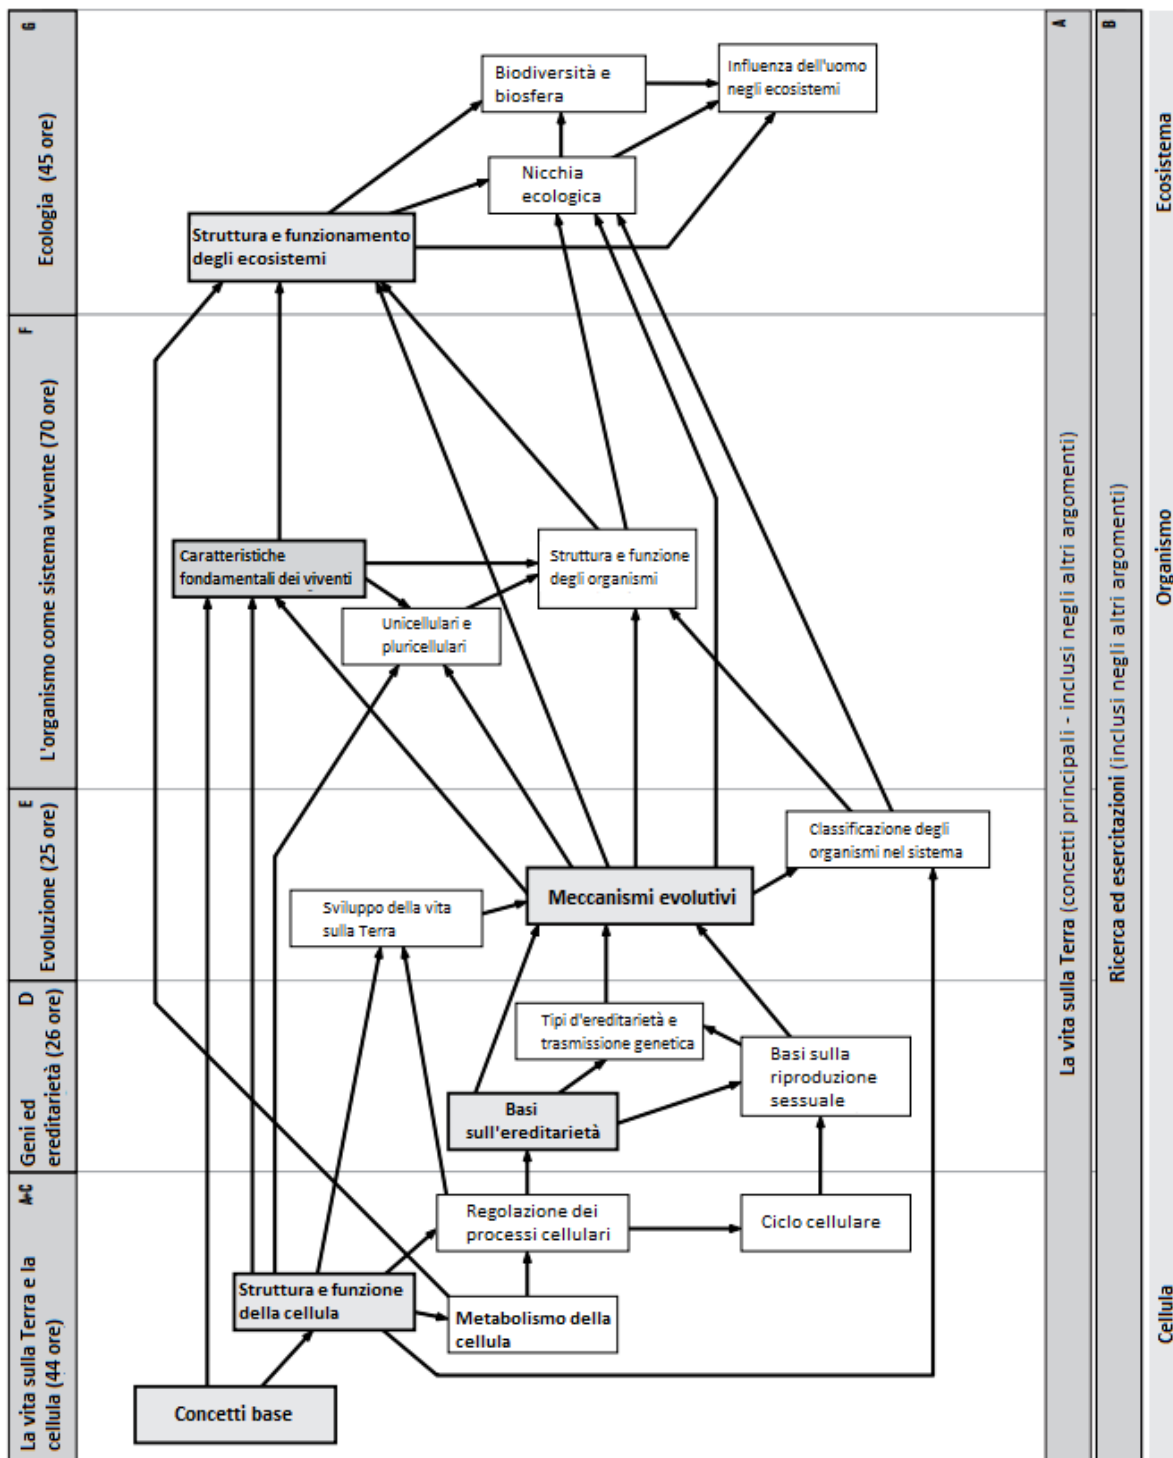 G
Ecologia (45 ore)
F
L'organismo come sistema vivente (70 ore)
E
Evoluzione (25 ore)
D
Geni ed
ereditarietà (26 ore)
A-C
La vita sulla Terra e la
cellula (44 ore)
Biodiversità e
biosfera
Influenza dell'uomo
negli ecosistemi
Nicchia
ecologica
Struttura e funzionamento
degli ecosistemi
Caratteristiche
fondamentali dei viventi
Struttura e funzione
degli organismi
Unicellulari e
pluricellulari
Classificazione degli
organismi nel sistema
Meccanismi evolutivi
Sviluppo della vita
sulla Terra
Tipi d'ereditarietà e
trasmissione genetica
Basi sulla
riproduzione
sessuale
Basi
sull'ereditarietà
Regolazione dei
processi cellulari
Ciclo cellulare
Struttura e funzione
della cellula
Metabolismo della
cellula
Concetti base
A
La vita sulla Terra (concetti principali - inclusi negli altri argomenti)
B
Ricerca ed esercitazioni (inclusi negli altri argomenti)
Ecosistema
Organismo
Cellula